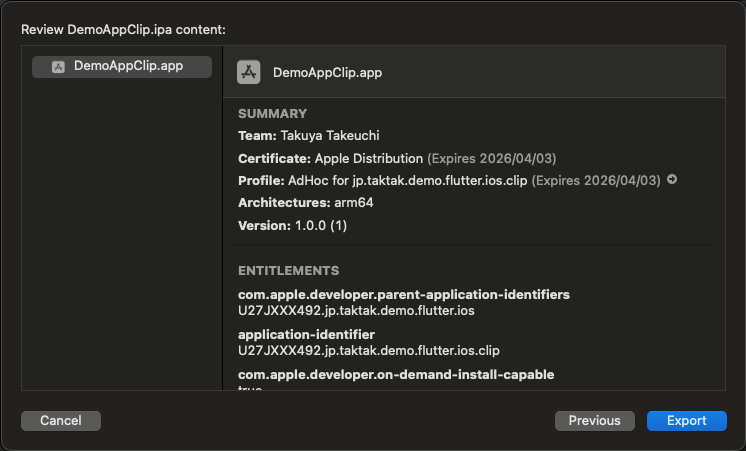 Review DemoAppClip.ipa content:
DemoAppClip.app
DemoAppClip.app
SUMMARY
Team: Takuya Takeuchi
Certificate: Apple Distribution (Expires 2026/04/03)
Profile: AdHoc for jp.taktak.demo.flutter.ios.clip (Expires 2026/04/03)
Architectures: arm64
Version: 1.0.0 (1)
ENTITLEMENTS
com.apple.developer.parent-application-identifiers
U27JXXX492.jp.taktak.demo.flutter.ios
application-identifier
U27JXXX492.jp.taktak.demo.flutter.ios.clip
com.apple.developer.on-demand-install-capable
true
Cancel
Previous
Export